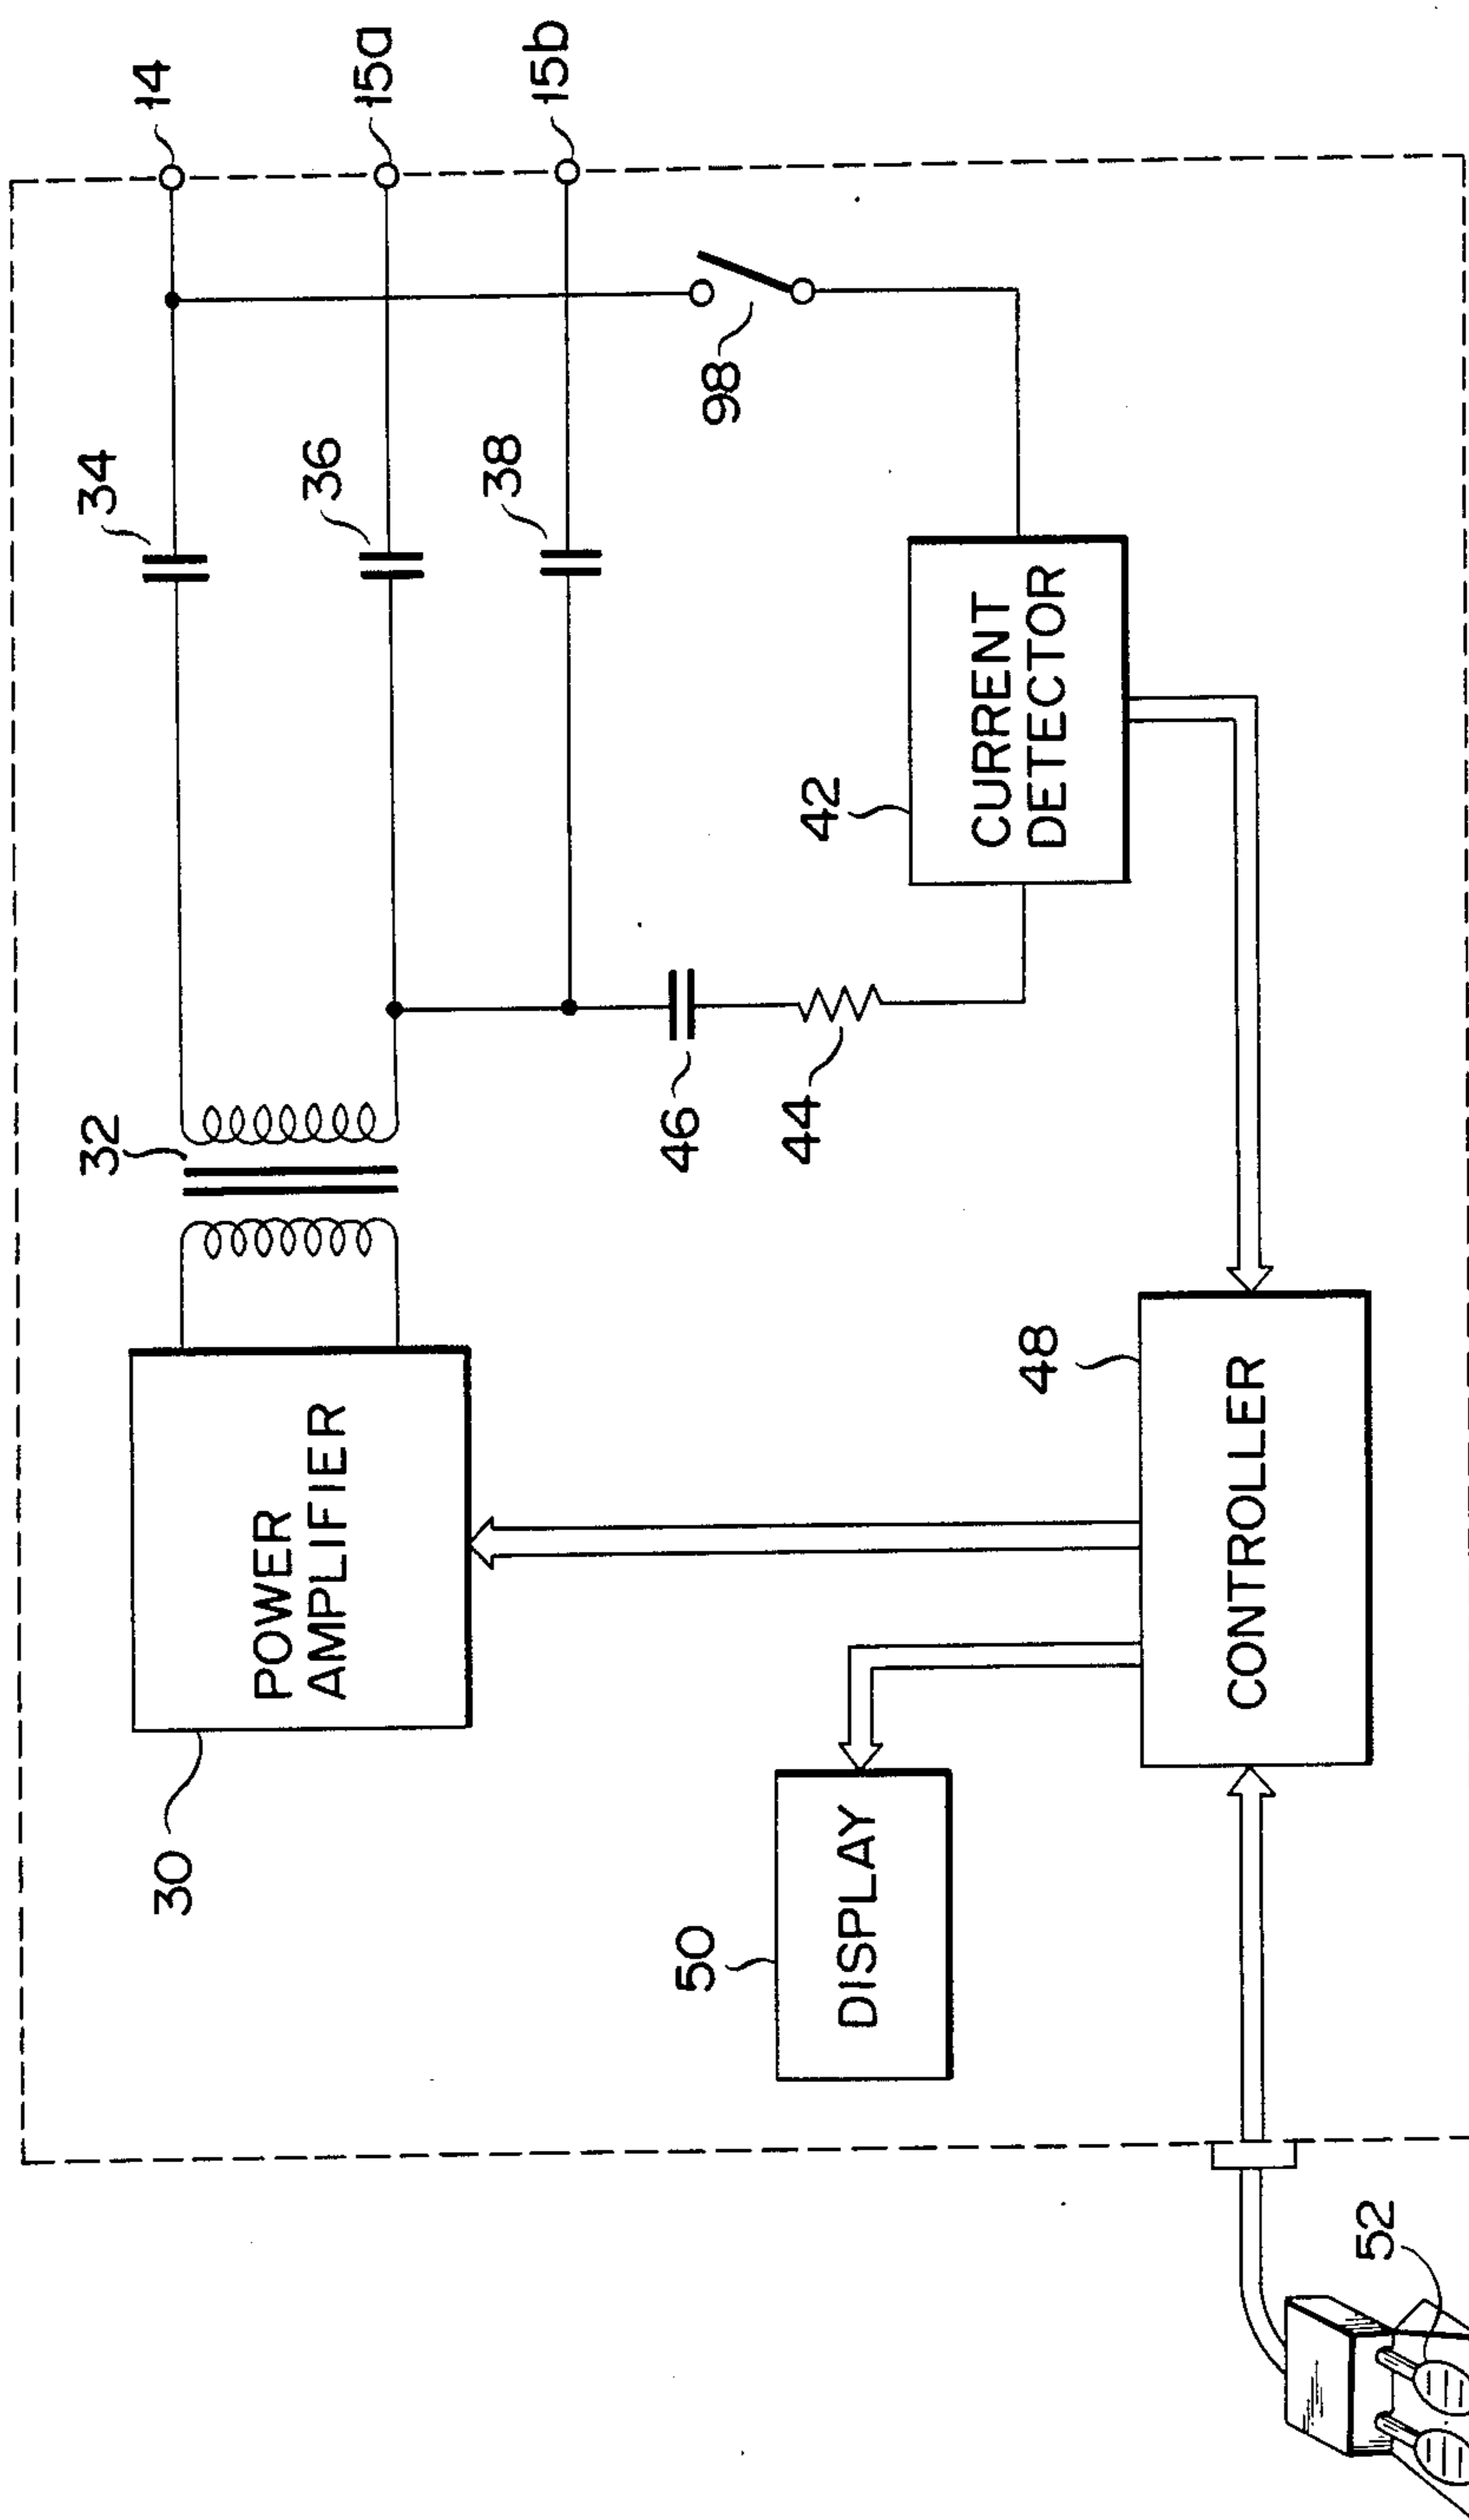 30
POWER
AMPLIFIER
32
34
14
36
15a
38
15b
98
46
44
42
CURRENT
DETECTOR
50
DISPLAY
48
CONTROLLER
52